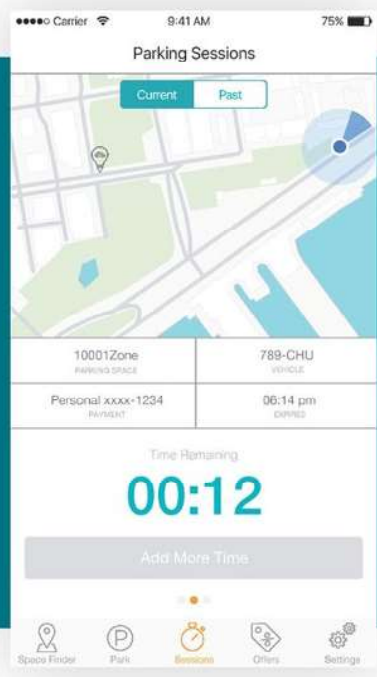 Carrier 9:41 AM 75%
Parking Sessions
Current Past
10001Zone 789-CHU
PARKING SPACE VEHICLE
Personal xxxx-1234 06:14 pm
PAYMENT EXPIRES
Time Remaining
00:12
Add More Time
Space Finder Park Sessions Offers Settings